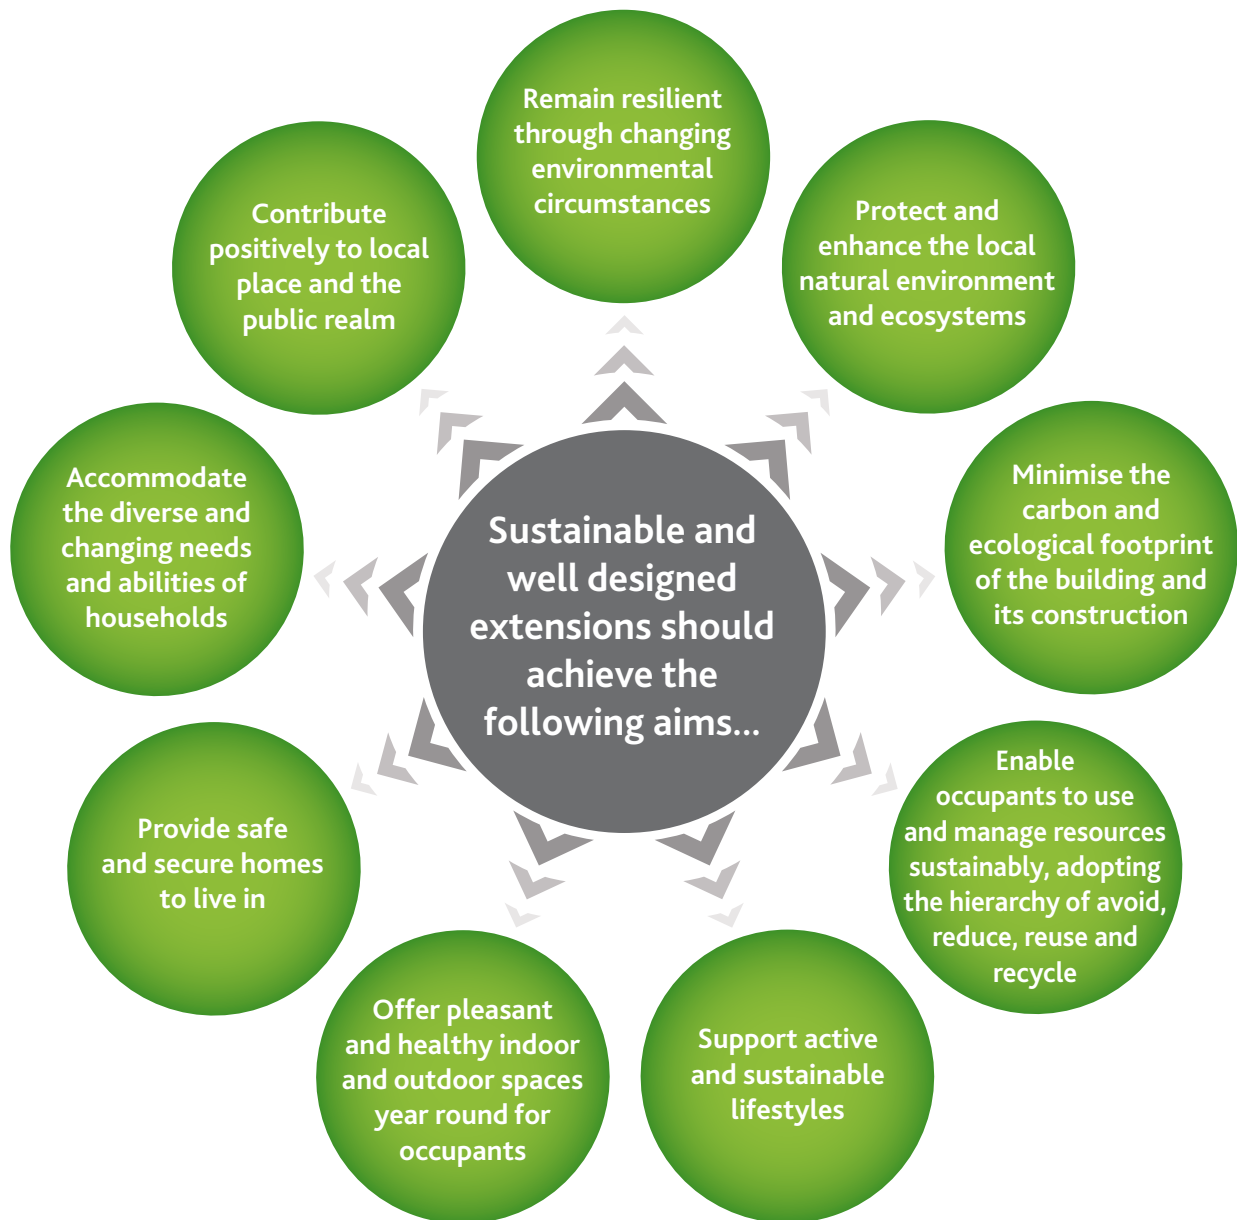 Remain resilient
through changing
environmental
circumstances
Protect and
enhance the local
natural environment
and ecosystems
Minimise the
carbon and
ecological footprint
of the building and
its construction
Enable
occupants to use
and manage resources
sustainably, adopting
the hierarchy of avoid,
reduce, reuse and
recycle
Support active
and sustainable
lifestyles
Offer pleasant
and healthy indoor
and outdoor spaces
year round for
occupants
Provide safe
and secure homes
to live in
Accommodate
the diverse and
changing needs
and abilities of
households
Contribute
positively to local
place and the
public realm
Sustainable and
well designed
extensions should
achieve the
following aims...